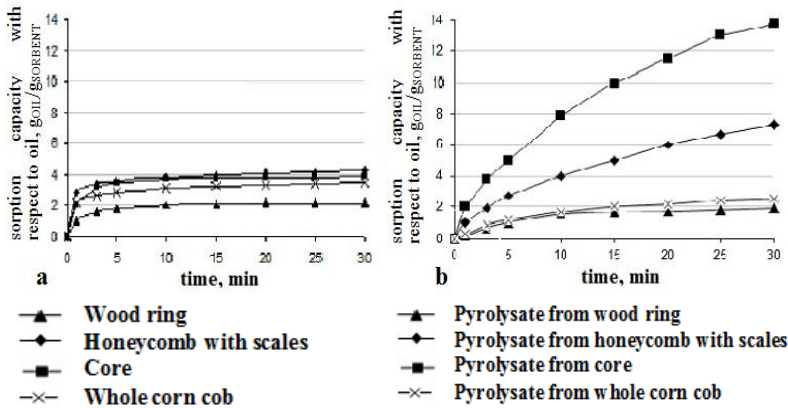 sorption capacity with
respect to oil, gOIL/gSORBENT
14
12
10
8
6
4
2
0
0 5 10 15 20 25 30
time, min
a
Wood ring
Honeycomb with scales
Core
Whole corn cob
sorption capacity with
respect to oil, gOIL/gSORBENT
14
12
10
8
6
4
2
0
0 5 10 15 20 25 30
time, min
b
Pyrolysate from wood ring
Pyrolysate from honeycomb with scales
Pyrolysate from core
Pyrolysate from whole corn cob